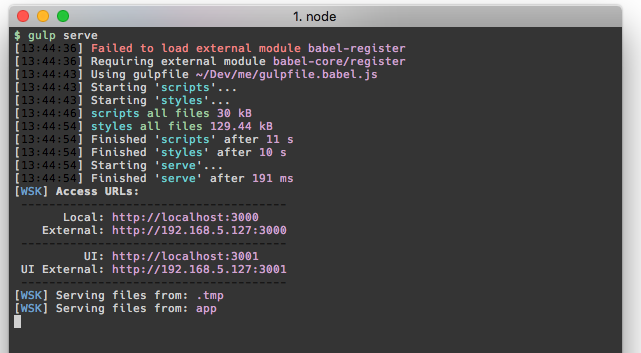 1. node
$ gulp serve
[13:44:36] Failed to load external module babel-register
[13:44:36] Requiring external module babel-core/register
[13:44:43] Using gulpfile ~/Dev/me/gulpfile.babel.js
[13:44:43] Starting 'scripts'...
[13:44:43] Starting 'styles'...
[13:44:46] scripts all files 30 kB
[13:44:54] styles all files 129.44 kB
[13:44:54] Finished 'scripts' after 11 s
[13:44:54] Finished 'styles' after 10 s
[13:44:54] Starting 'serve'...
[13:44:54] Finished 'serve' after 191 ms
[WSK] Access URLs:
--------------------------------------
Local: http://localhost:3000
External: http://192.168.5.127:3000
--------------------------------------
UI: http://localhost:3001
UI External: http://192.168.5.127:3001
--------------------------------------
[WSK] Serving files from: .tmp
[WSK] Serving files from: app